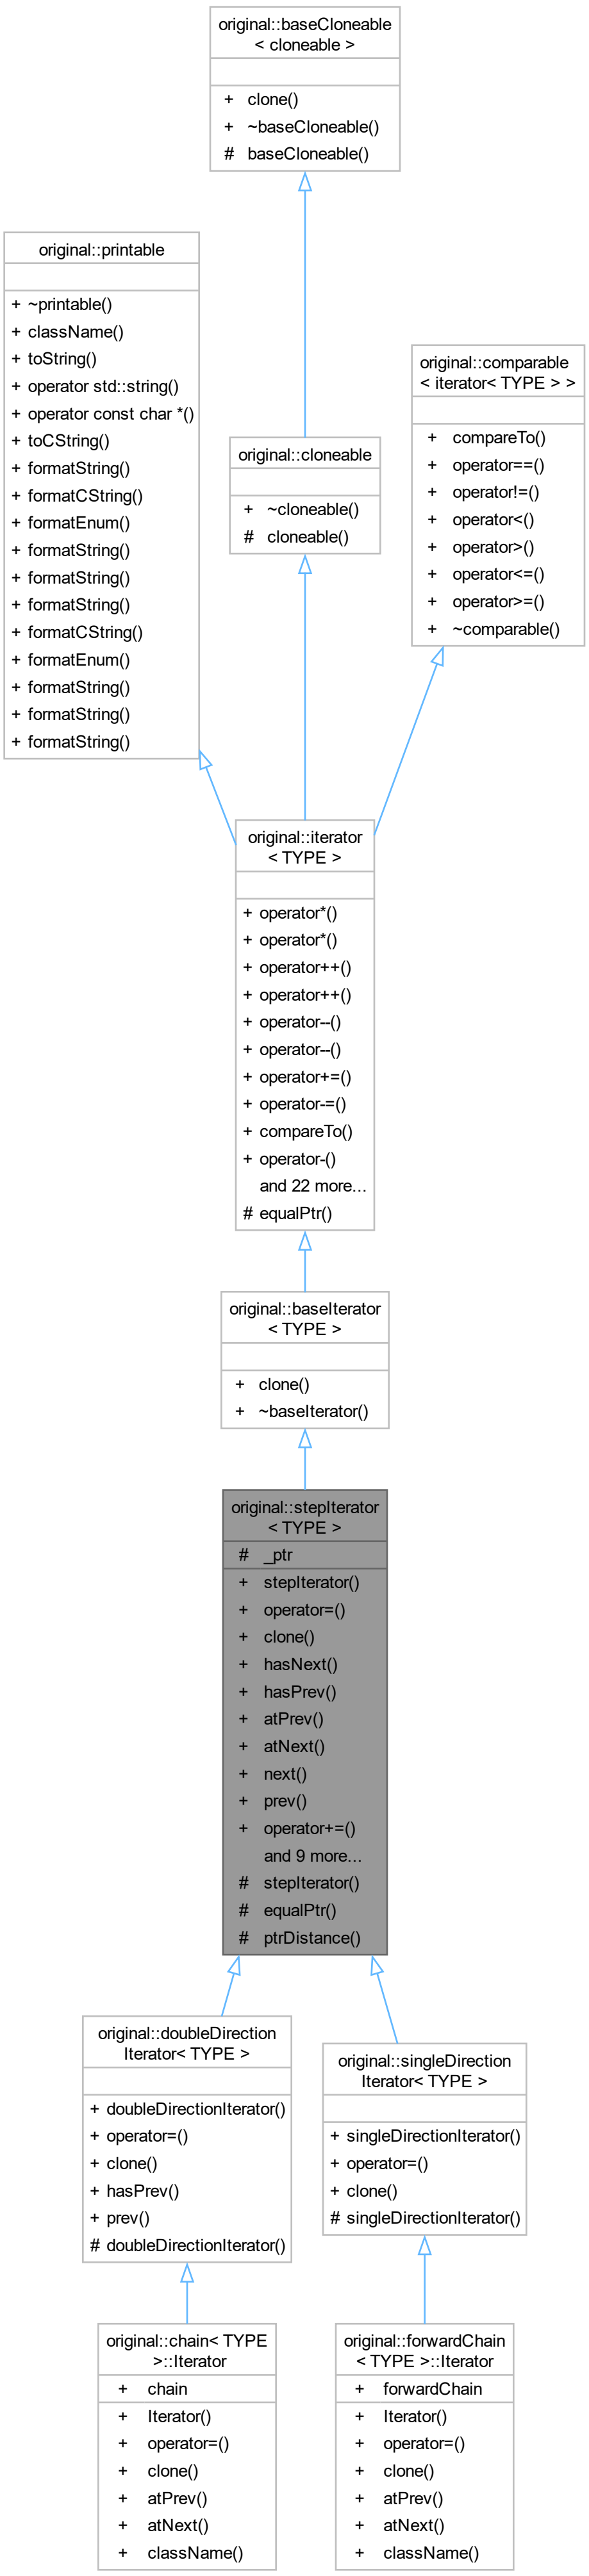 original::baseCloneable
< cloneable >
+ clone()
+ ~baseCloneable()
# baseCloneable()
original::printable
+ ~printable()
+ className()
+ toString()
+ operator std::string()
+ operator const char *()
+ toCString()
+ formatString()
+ formatCString()
+ formatEnum()
+ formatString()
+ formatString()
+ formatString()
+ formatCString()
+ formatEnum()
+ formatString()
+ formatString()
+ formatString()
original::cloneable
+ ~cloneable()
# cloneable()
original::comparable
< iterator< TYPE > >
+ compareTo()
+ operator==()
+ operator!=()
+ operator<()
+ operator>()
+ operator<=()
+ operator>=()
+ ~comparable()
original::iterator
< TYPE >
+ operator*()
+ operator*()
+ operator++()
+ operator++()
+ operator--()
+ operator--()
+ operator+=()
+ operator-=()
+ compareTo()
+ operator-()
and 22 more...
# equalPtr()
original::baseIterator
< TYPE >
+ clone()
+ ~baseIterator()
original::stepIterator
< TYPE >
# _ptr
+ stepIterator()
+ operator=()
+ clone()
+ hasNext()
+ hasPrev()
+ atPrev()
+ atNext()
+ next()
+ prev()
+ operator+=()
and 9 more...
# stepIterator()
# equalPtr()
# ptrDistance()
original::doubleDirection
Iterator< TYPE >
+ doubleDirectionIterator()
+ operator=()
+ clone()
+ hasPrev()
+ prev()
# doubleDirectionIterator()
original::singleDirection
Iterator< TYPE >
+ singleDirectionIterator()
+ operator=()
+ clone()
# singleDirectionIterator()
original::chain< TYPE
>::Iterator
+ chain
+ Iterator()
+ operator=()
+ clone()
+ atPrev()
+ atNext()
+ className()
original::forwardChain
< TYPE >::Iterator
+ forwardChain
+ Iterator()
+ operator=()
+ clone()
+ atPrev()
+ atNext()
+ className()